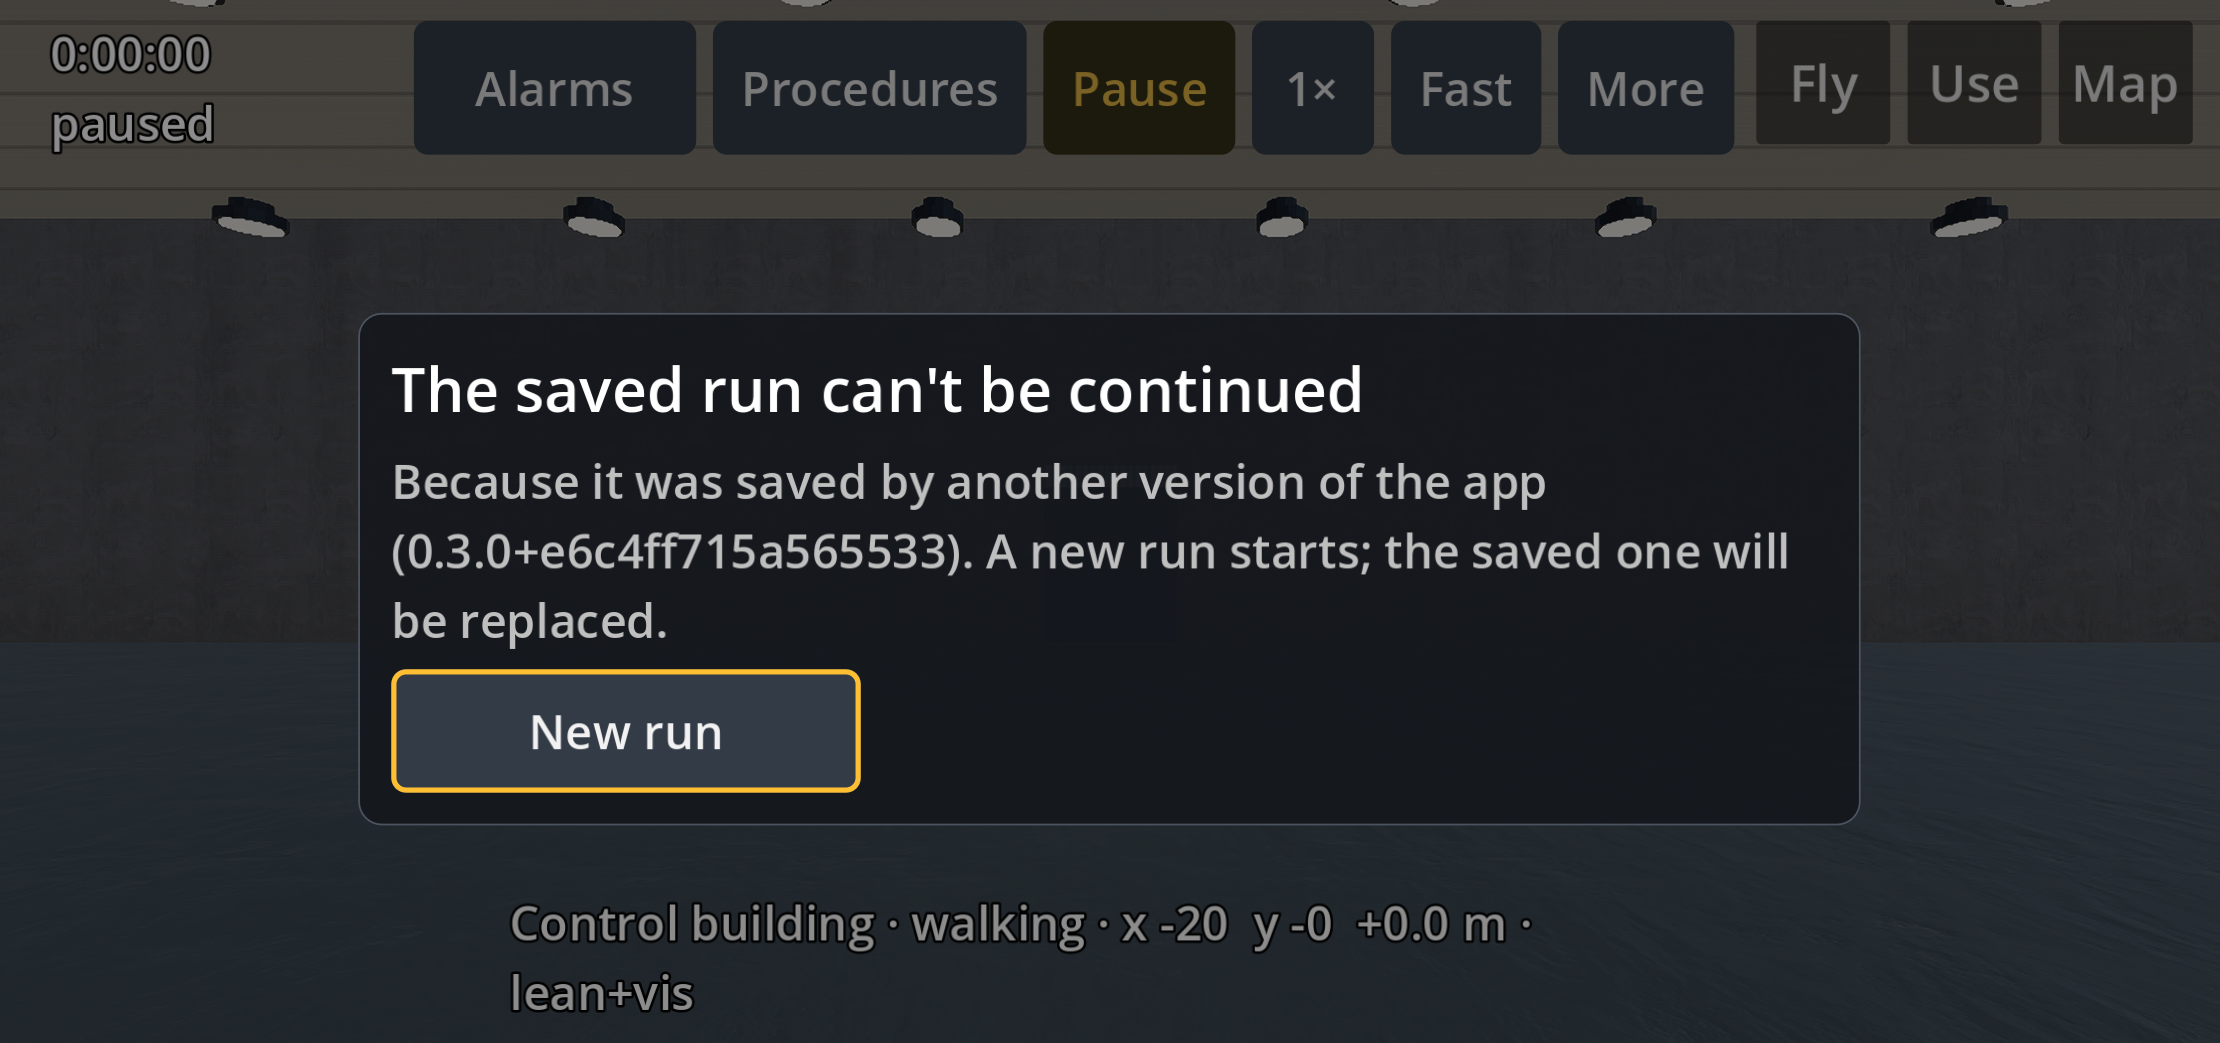 0:00:00
paused
Alarms
Procedures
Pause
1×
Fast
More
Fly
Use
Map
The saved run can't be continued
Because it was saved by another version of the app
(0.3.0+e6c4ff715a565533). A new run starts; the saved one will
be replaced.
New run
Control building · walking · x -20 y -0 +0.0 m ·
lean+vis